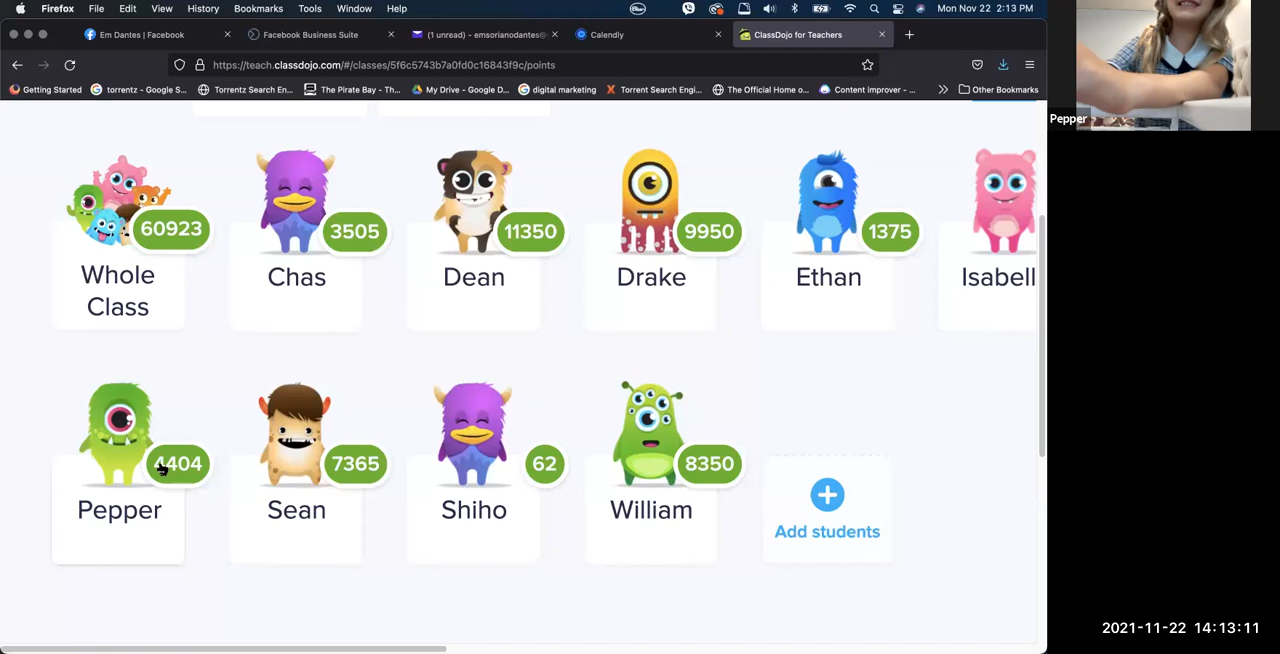 Firefox File Edit View History Bookmarks Tools Window Help Mon Nov 22 2:13 PM
Em Dantes | Facebook Facebook Business Suite (1 unread) - emsorianodantes@ Calendly ClassDojo for Teachers
https://teach.classdojo.com/#/classes/5f6c5743b7a0fd0c16843f9c/points
Getting Started torrentz - Google S... Torrentz Search En... The Pirate Bay - Th... My Drive - Google D... digital marketing Torrent Search Engi... The Official Home o... Content improver - ... Other Bookmarks
Pepper
60923 3505 11350 9950 1375
Whole Class
Chas Dean Drake Ethan Isabell
4404 7365 62 8350
Pepper Sean Shiho William
Add students
2021-11-22 14:13:11